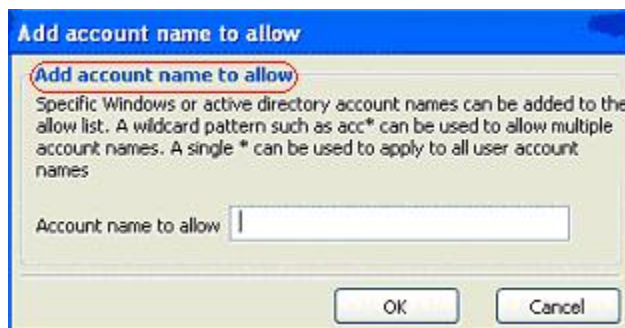 Add account name to allow
Add account name to allow
Specific Windows or active directory account names can be added to the
allow list. A wildcard pattern such as acc* can be used to allow multiple
account names. A single * can be used to apply to all user account
names
Account name to allow
OK
Cancel